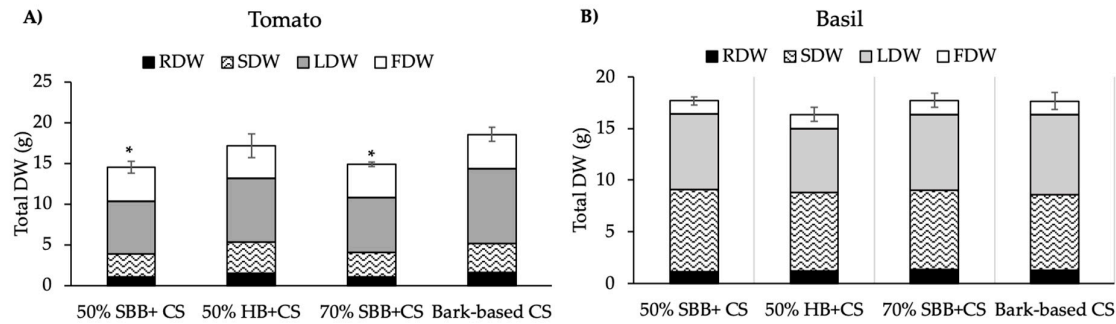 A)
Tomato
RDW SDW LDW FDW
Total DW (g)
25
20
15
10
5
0
*
*
50% SBB+ CS 50% HB+CS 70% SBB+CS Bark-based CS
B)
Basil
RDW SDW LDW FDW
Total DW (g)
20
15
10
5
0
50% SBB+ CS 50% HB+CS 70% SBB+CS Bark-based CS